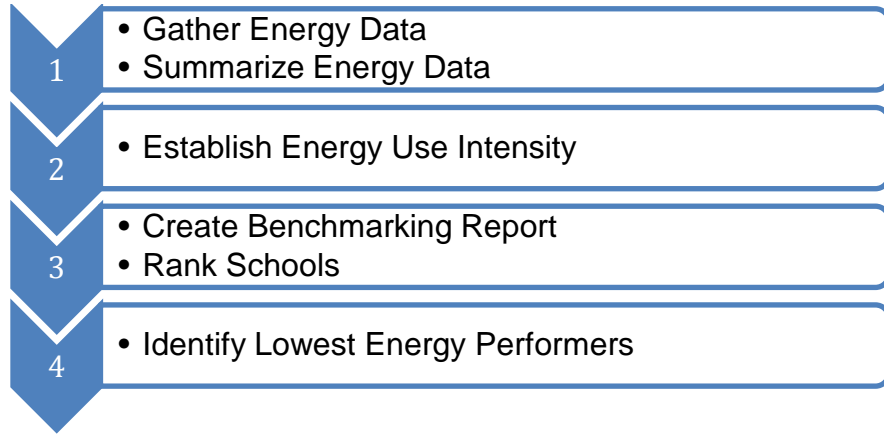 1
• Gather Energy Data
• Summarize Energy Data
2
• Establish Energy Use Intensity
3
• Create Benchmarking Report
• Rank Schools
4
• Identify Lowest Energy Performers